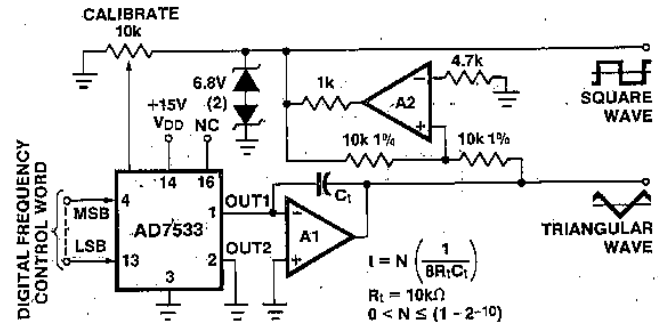 CALIBRATE
10k
6.8V
(2)
+15V
VDD
NC
1k
A2
4.7k
SQUARE
WAVE
10k 1%
10k 1%
14
16
DIGITAL FREQUENCY
CONTROL WORD
MSB
LSB
4
13
AD7533
1
2
3
OUT1
OUT2
Ct
A1
TRIANGULAR
WAVE
f = N (1/8RtCt)
Rt = 10kΩ
0 < N ≤ (1 - 2-10)